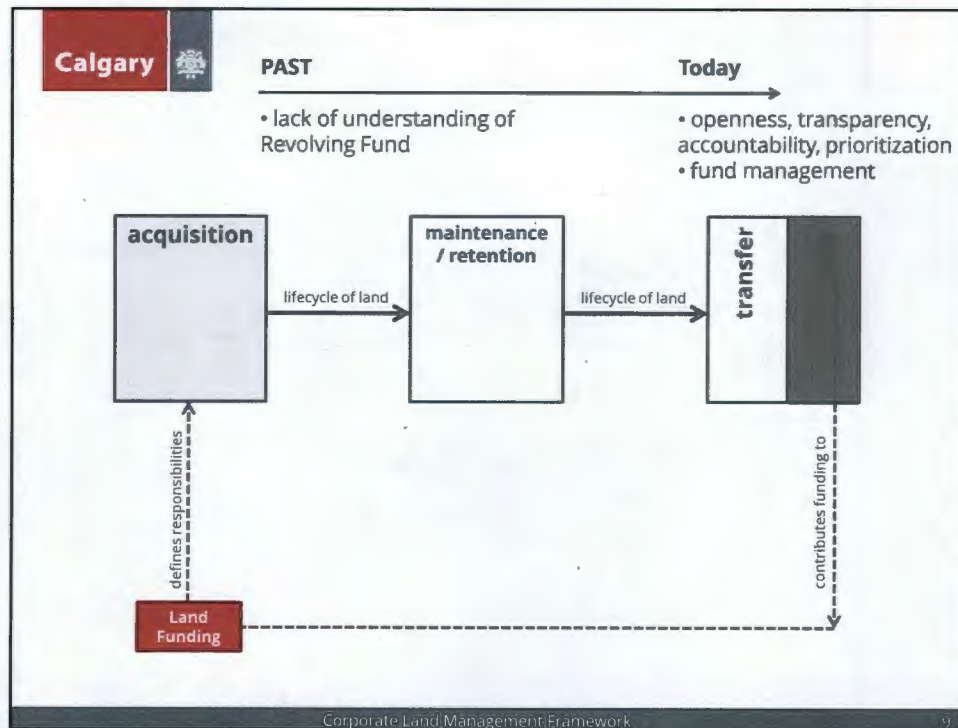 Calgary
PAST
Today
• lack of understanding of
Revolving Fund
• openness, transparency,
accountability, prioritization
• fund management
acquisition
maintenance
/ retention
transfer
lifecycle of land
lifecycle of land
defines responsibilities
contributes funding to
Land
Funding
Corporate Land Management Framework
9